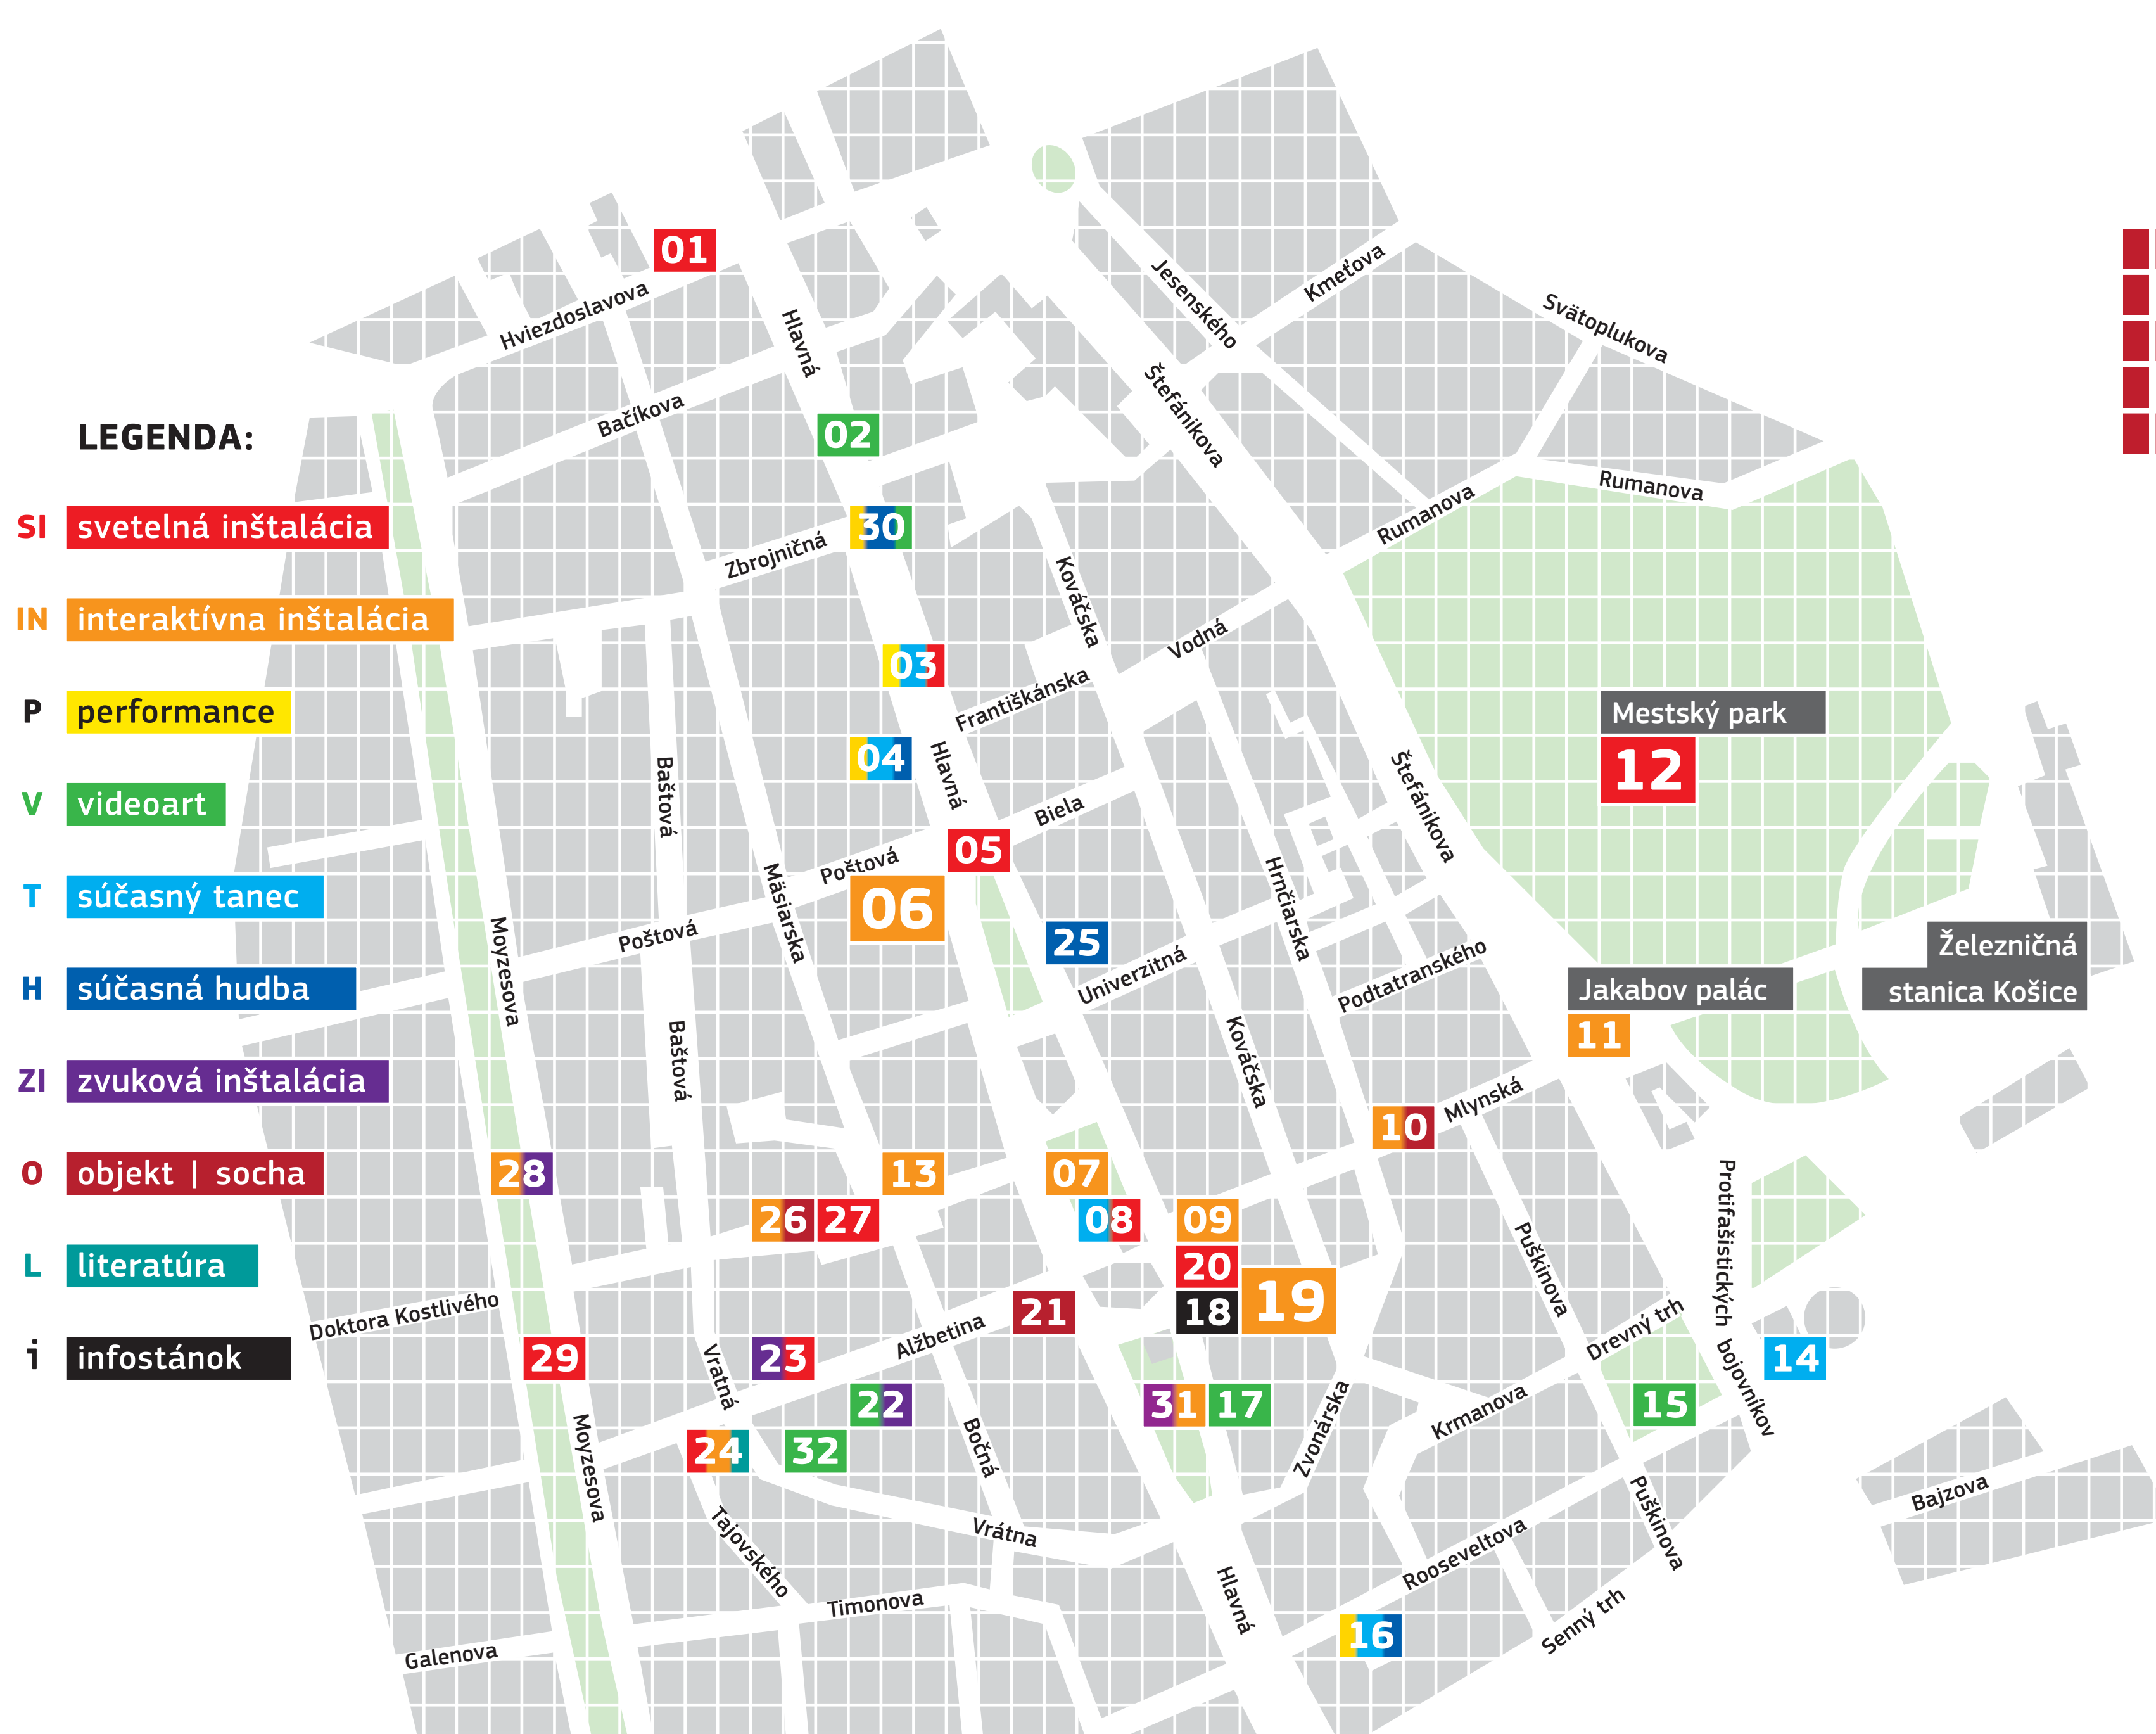 01
Hviezdoslavova
Hlavná
Jesenského
Kmeťova
Svätoplukova
Bačíkova
Štefánikova
02
LEGENDA:
SI svetelná inštalácia
IN interaktívna inštalácia
P performance
V videoart
T súčasný tanec
H súčasná hudba
ZI zvuková inštalácia
O objekt | socha
L literatúra
i infostánok
Rumanova
Rumanova
30
Zbrojničná
Kováčska
Vodná
03
Františkánska
Mestský park
12
04
Hlavná
Baštová
Štefánikova
Biela
05
Poštová
Mäsiarska
06
Hrnčiarska
Poštová
Moyzesova
25
Univerzitná
Podtatranského
Železničná
stanica Košice
Jakabov palác
11
Baštová
Kováčska
Mlynská
10
28
13
07
26
27
08
09
20
19
18
21
Puškinova
Protifašistických bojovníkov
Doktora Kostlivého
Alžbetina
Drevný trh
29
Vratná
23
14
22
31
17
Zvonárska
Krmanova
15
24
32
Bočná
Moyzesova
Puškinova
Bajzova
Tajovského
Vrátna
Rooseveltova
Timonova
Hlavná
Senný trh
16
Galenova